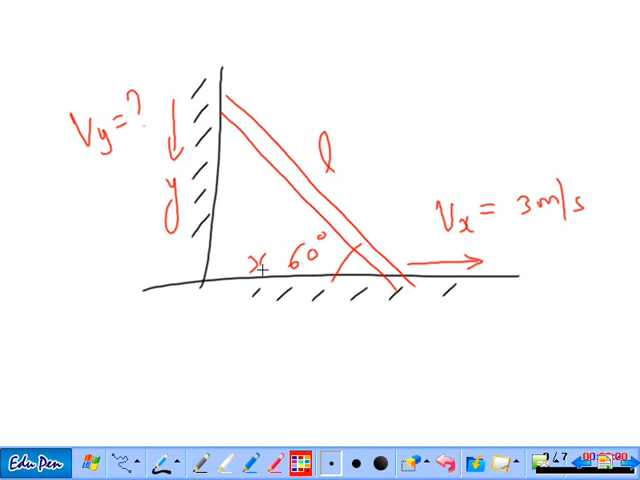 Vy=?
y
l
Vx = 3m/s
x 60°
Edu Pen